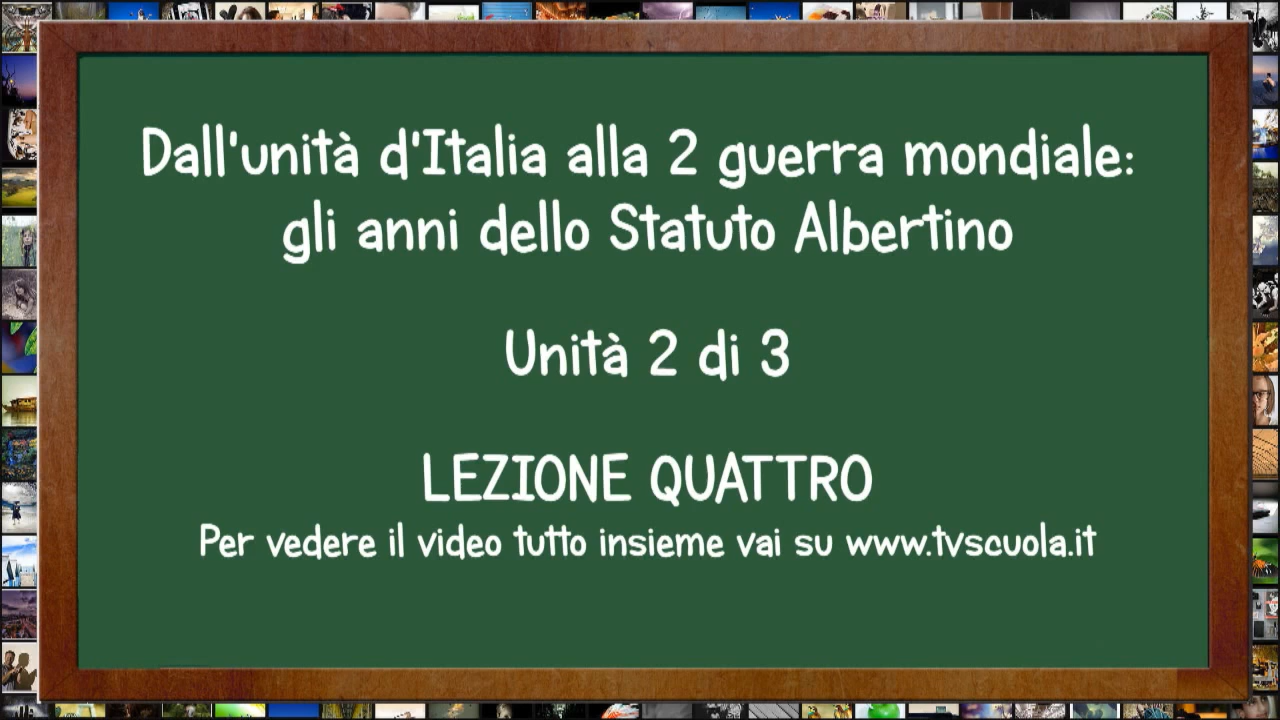 Dall'unità d'Italia alla 2 guerra mondiale:
gli anni dello Statuto Albertino
Unità 2 di 3
LEZIONE QUATTRO
Per vedere il video tutto insieme vai su www.tvscuola.it